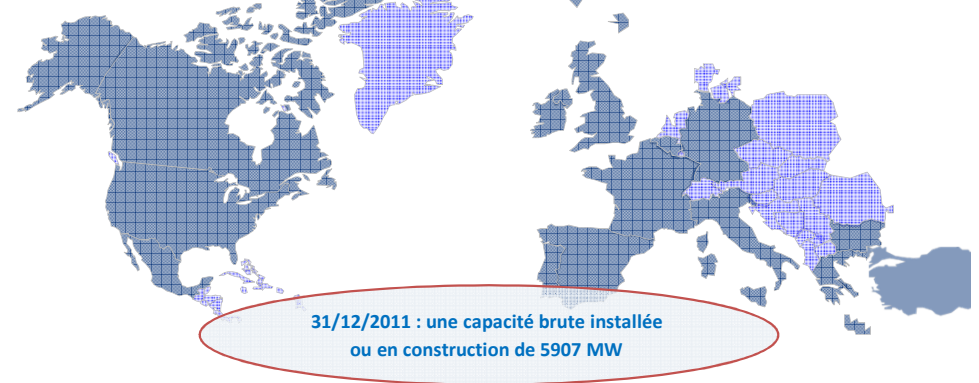 31/12/2011 : une capacité brute installée
ou en construction de 5907 MW